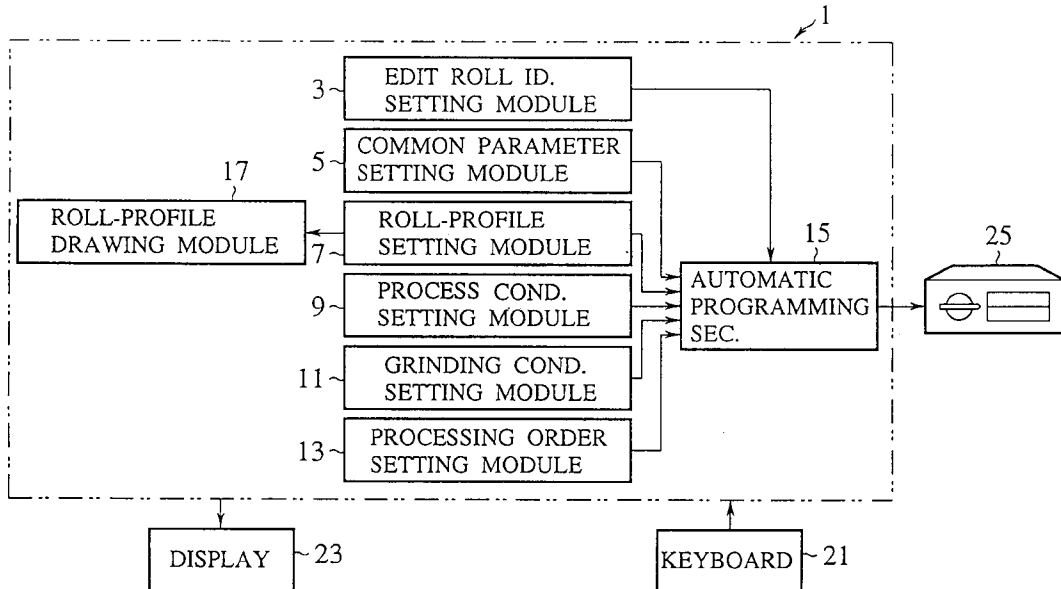 1
3
EDIT ROLL ID.
SETTING MODULE
5
COMMON PARAMETER
SETTING MODULE
17
ROLL-PROFILE
DRAWING MODULE
7
ROLL-PROFILE
SETTING MODULE
15
AUTOMATIC
PROGRAMMING
SEC.
25
9
PROCESS COND.
SETTING MODULE
11
GRINDING COND.
SETTING MODULE
13
PROCESSING ORDER
SETTING MODULE
DISPLAY
23
KEYBOARD
21